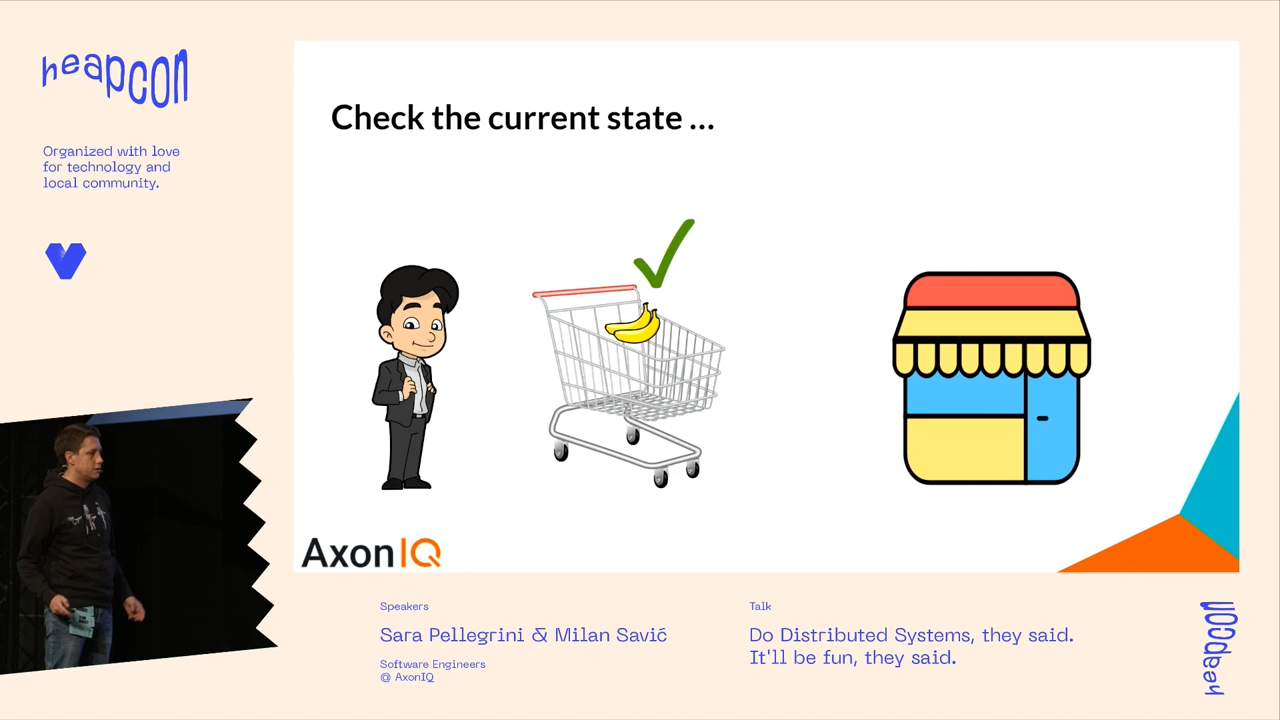 heapcon
Organized with love
for technology and
local community.
Check the current state ...
AxonIQ
Speakers
Sara Pellegrini & Milan Savić
Software Engineers
@ AxonIQ
Talk
Do Distributed Systems, they said.
It'll be fun, they said.
heapcon